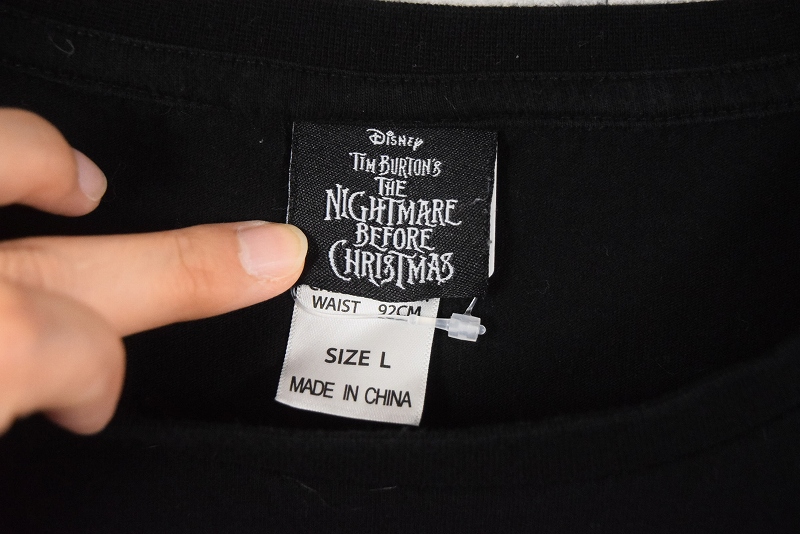 Disney
TIM BURTON'S
THE
NIGHTMARE
BEFORE
CHRISTMAS
WAIST 92CM
SIZE L
MADE IN CHINA